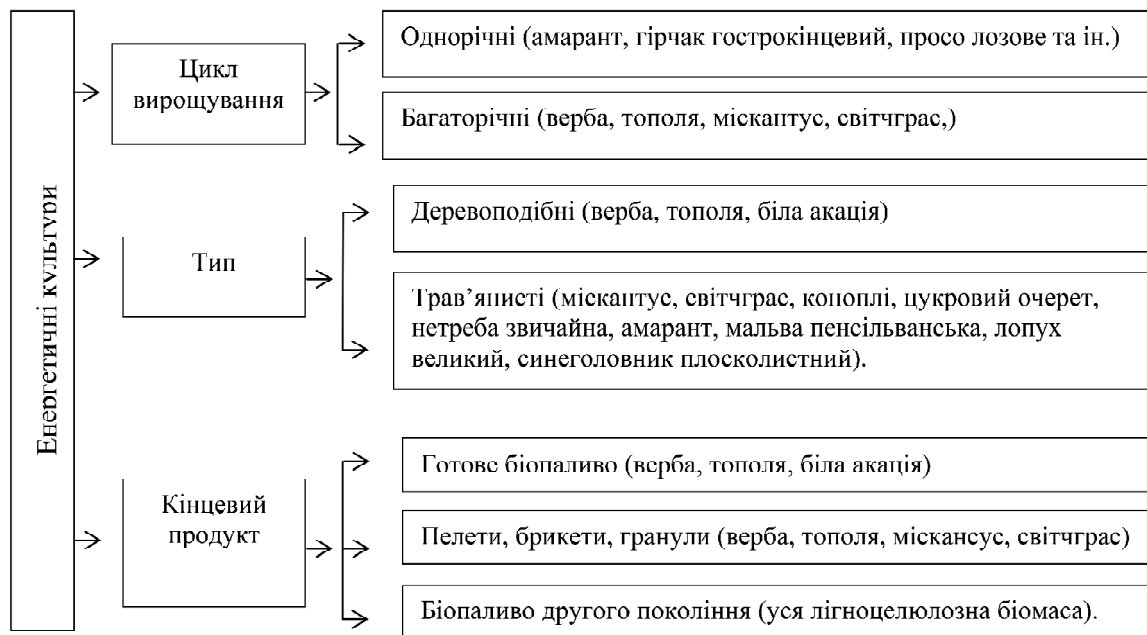 Енергетичні культури
Цикл
вирощування
Однорічні (амарант, гірчак гострокінцевий, просо лозове та ін.)
Багаторічні (верба, тополя, міскантус, світчграс,)
Тип
Деревоподібні (верба, тополя, біла акація)
Трав’янисті (міскантус, світчграс, коноплі, цукровий очерет,
нетреба звичайна, амарант, мальва пенсільванська, лопух
великий, синеголовник плосколистний).
Кінцевий
продукт
Готове біопаливо (верба, тополя, біла акація)
Пелети, брикети, гранули (верба, тополя, міскансус, світчграс)
Біопаливо другого покоління (уся лігноцелюлозна біомаса).